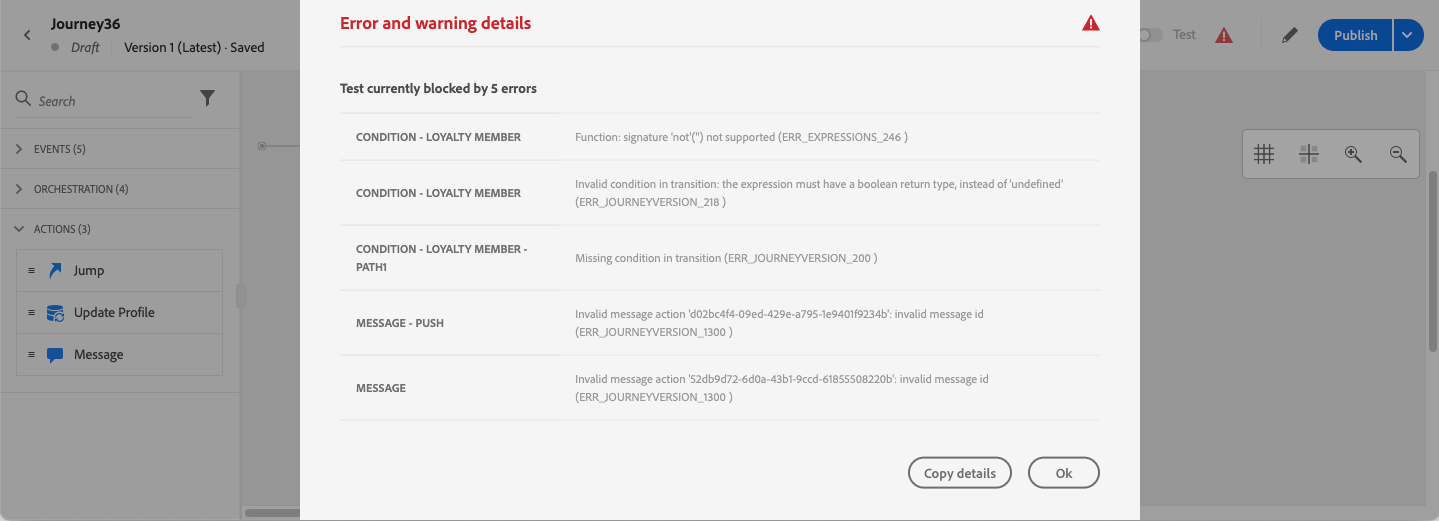 Journey36
Draft
Version 1 (Latest) · Saved
Test
Publish
Search
EVENTS (5)
ORCHESTRATION (4)
ACTIONS (3)
Jump
Update Profile
Message
Error and warning details
Test currently blocked by 5 errors
CONDITION - LOYALTY MEMBER
Function: signature 'not'('') not supported (ERR_EXPRESSIONS_246 )
CONDITION - LOYALTY MEMBER
Invalid condition in transition: the expression must have a boolean return type, instead of 'undefined'
(ERR_JOURNEYVERSION_218 )
CONDITION - LOYALTY MEMBER -
PATH1
Missing condition in transition (ERR_JOURNEYVERSION_200 )
MESSAGE - PUSH
Invalid message action 'd02bc4f4-09ed-429e-a795-1e9401f9234b': invalid message id
(ERR_JOURNEYVERSION_1300 )
MESSAGE
Invalid message action '52db9d72-6d0a-43b1-9ccd-61855508220b': invalid message id
(ERR_JOURNEYVERSION_1300 )
Copy details
Ok